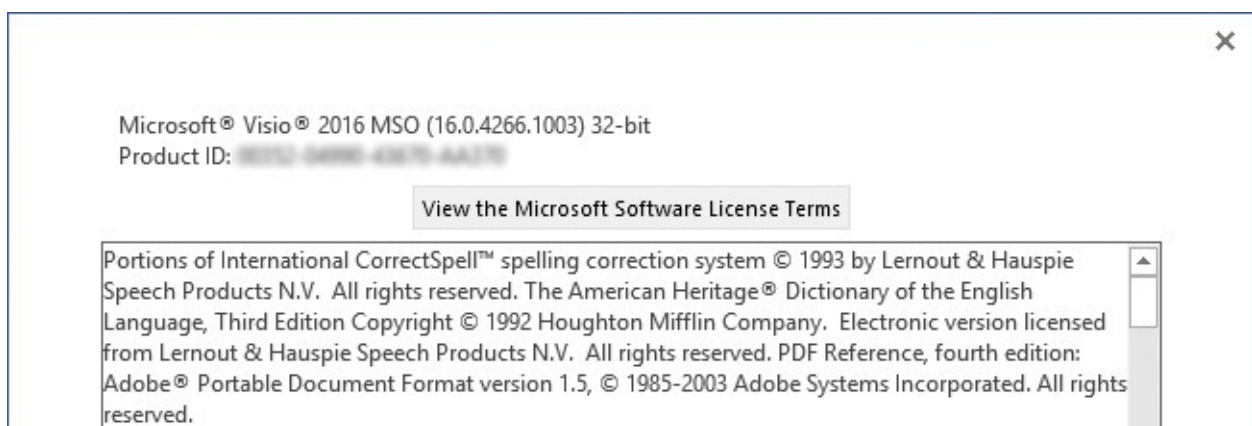 Microsoft® Visio® 2016 MSO (16.0.4266.1003) 32-bit
Product ID:
View the Microsoft Software License Terms
Portions of International CorrectSpell™ spelling correction system © 1993 by Lernout & Hauspie
Speech Products N.V.  All rights reserved. The American Heritage® Dictionary of the English
Language, Third Edition Copyright © 1992 Houghton Mifflin Company.  Electronic version licensed
from Lernout & Hauspie Speech Products N.V.  All rights reserved. PDF Reference, fourth edition:
Adobe® Portable Document Format version 1.5, © 1985-2003 Adobe Systems Incorporated. All rights
reserved.